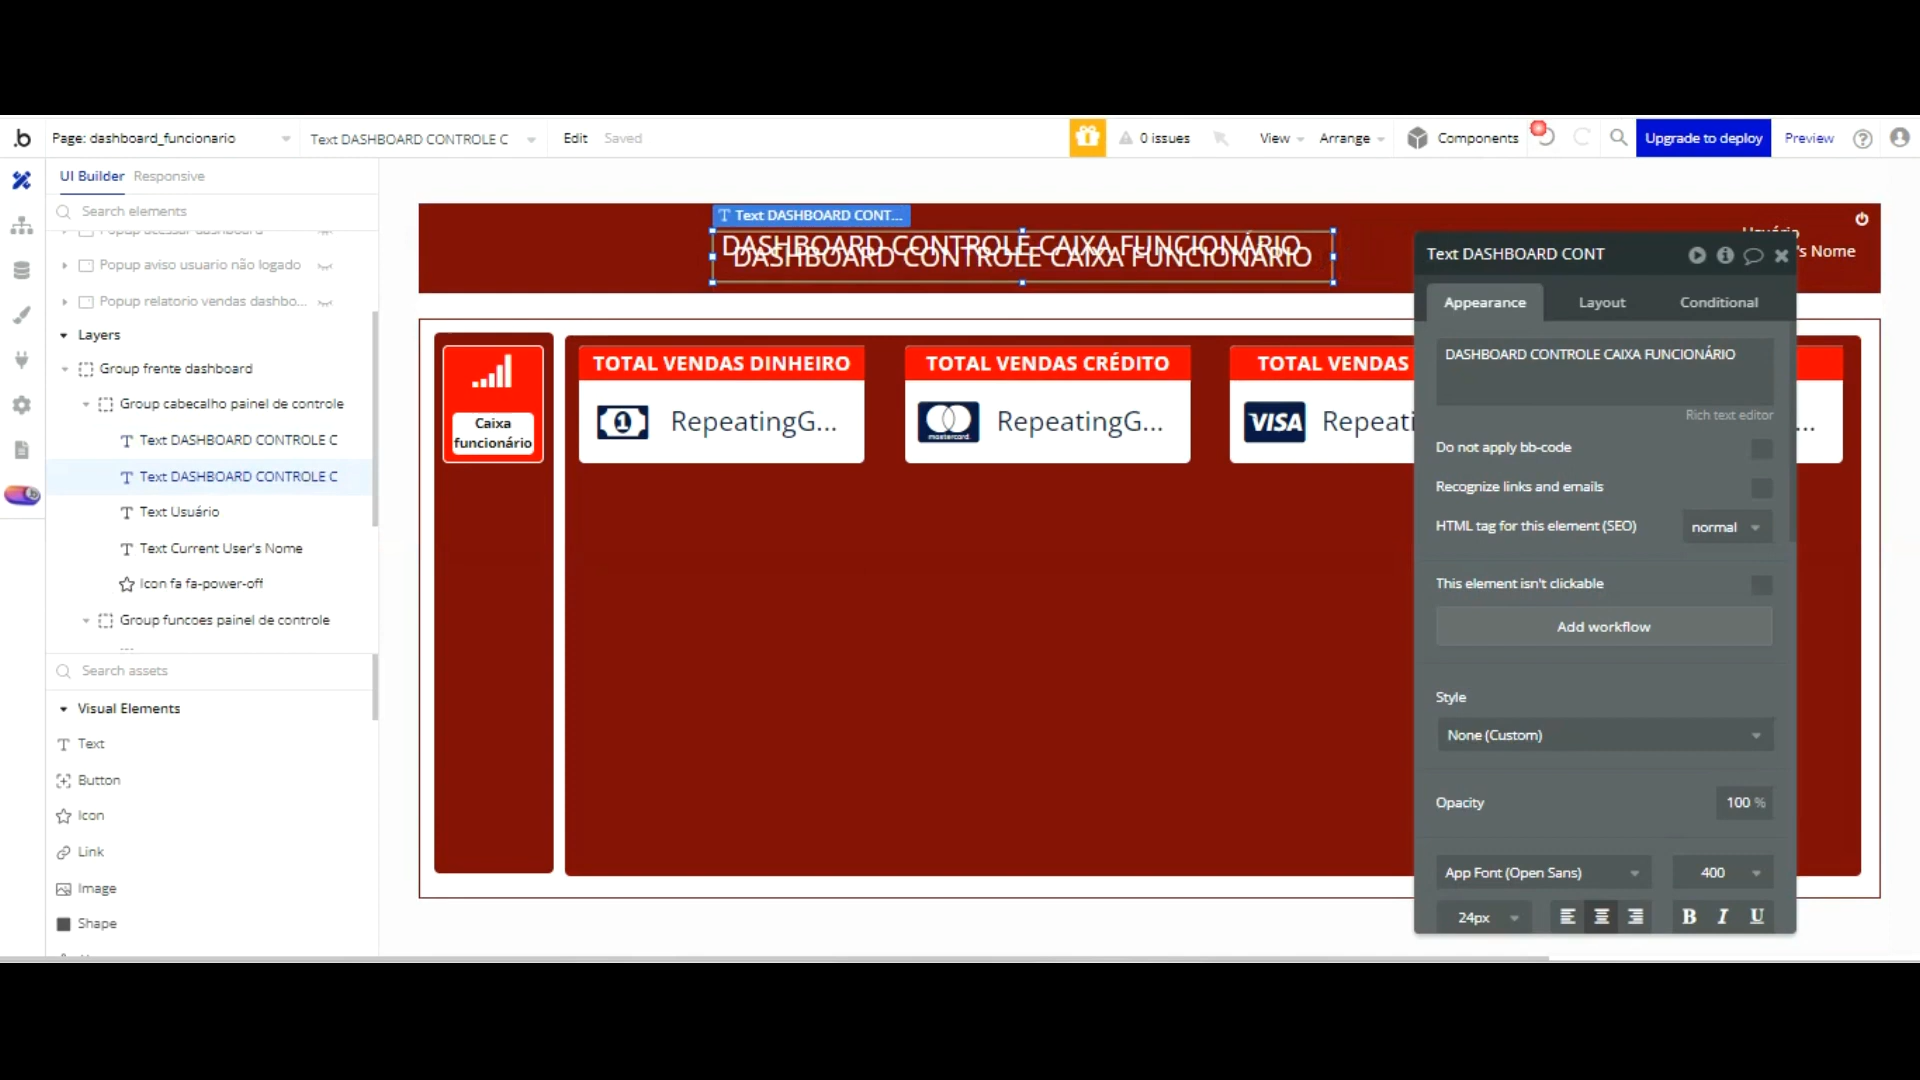 .b Page: dashboard_funcionario Text DASHBOARD CONTROLE C Edit Saved 0 issues View Arrange Components Upgrade to deploy Preview
UI Builder Responsive
Search elements
Popup aviso usuario não logado
Popup relatorio vendas dashbo...
Layers
Group frente dashboard
Group cabecalho painel de controle
Text DASHBOARD CONTROLE C
Text DASHBOARD CONTROLE C
Text Usuário
Text Current User's Nome
Icon fa fa-power-off
Group funcoes painel de controle
Search assets
Visual Elements
Text
Button
Icon
Link
Image
Shape
Text DASHBOARD CONT...
DASHBOARD CONTROLE CAIXA FUNCIONÁRIO
DASHBOARD CONTROLE CAIXA FUNCIONÁRIO
's Nome
Caixa
funcionário
TOTAL VENDAS DINHEIRO
1 RepeatingG...
TOTAL VENDAS CRÉDITO
mastercard RepeatingG...
TOTAL VENDAS
VISA Repeati
...
Text DASHBOARD CONT
Appearance Layout Conditional
DASHBOARD CONTROLE CAIXA FUNCIONÁRIO
Rich text editor
Do not apply bb-code
Recognize links and emails
HTML tag for this element (SEO) normal
This element isn't clickable
Add workflow
Style
None (Custom)
Opacity 100 %
App Font (Open Sans) 400
24px B I U